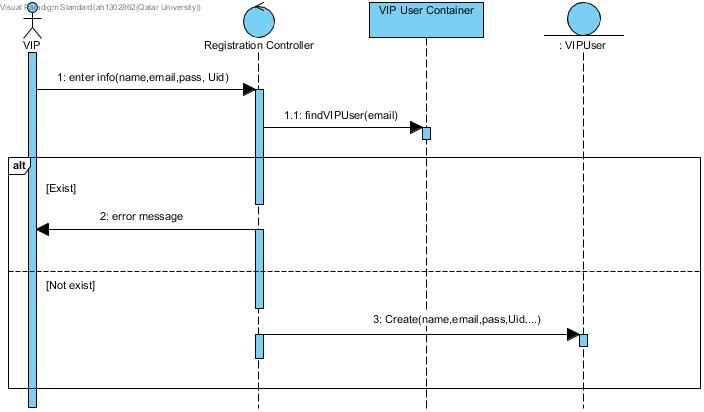 Visual Paradigm Standard(ah1302862(Qatar University))
VIP
Registration Controller
VIP User Container
: VIPUser
1: enter info(name,email,pass, Uid)
1.1: findVIPUser(email)
alt
[Exist]
2: error message
[Not exist]
3: Create(name,email,pass,Uid....)